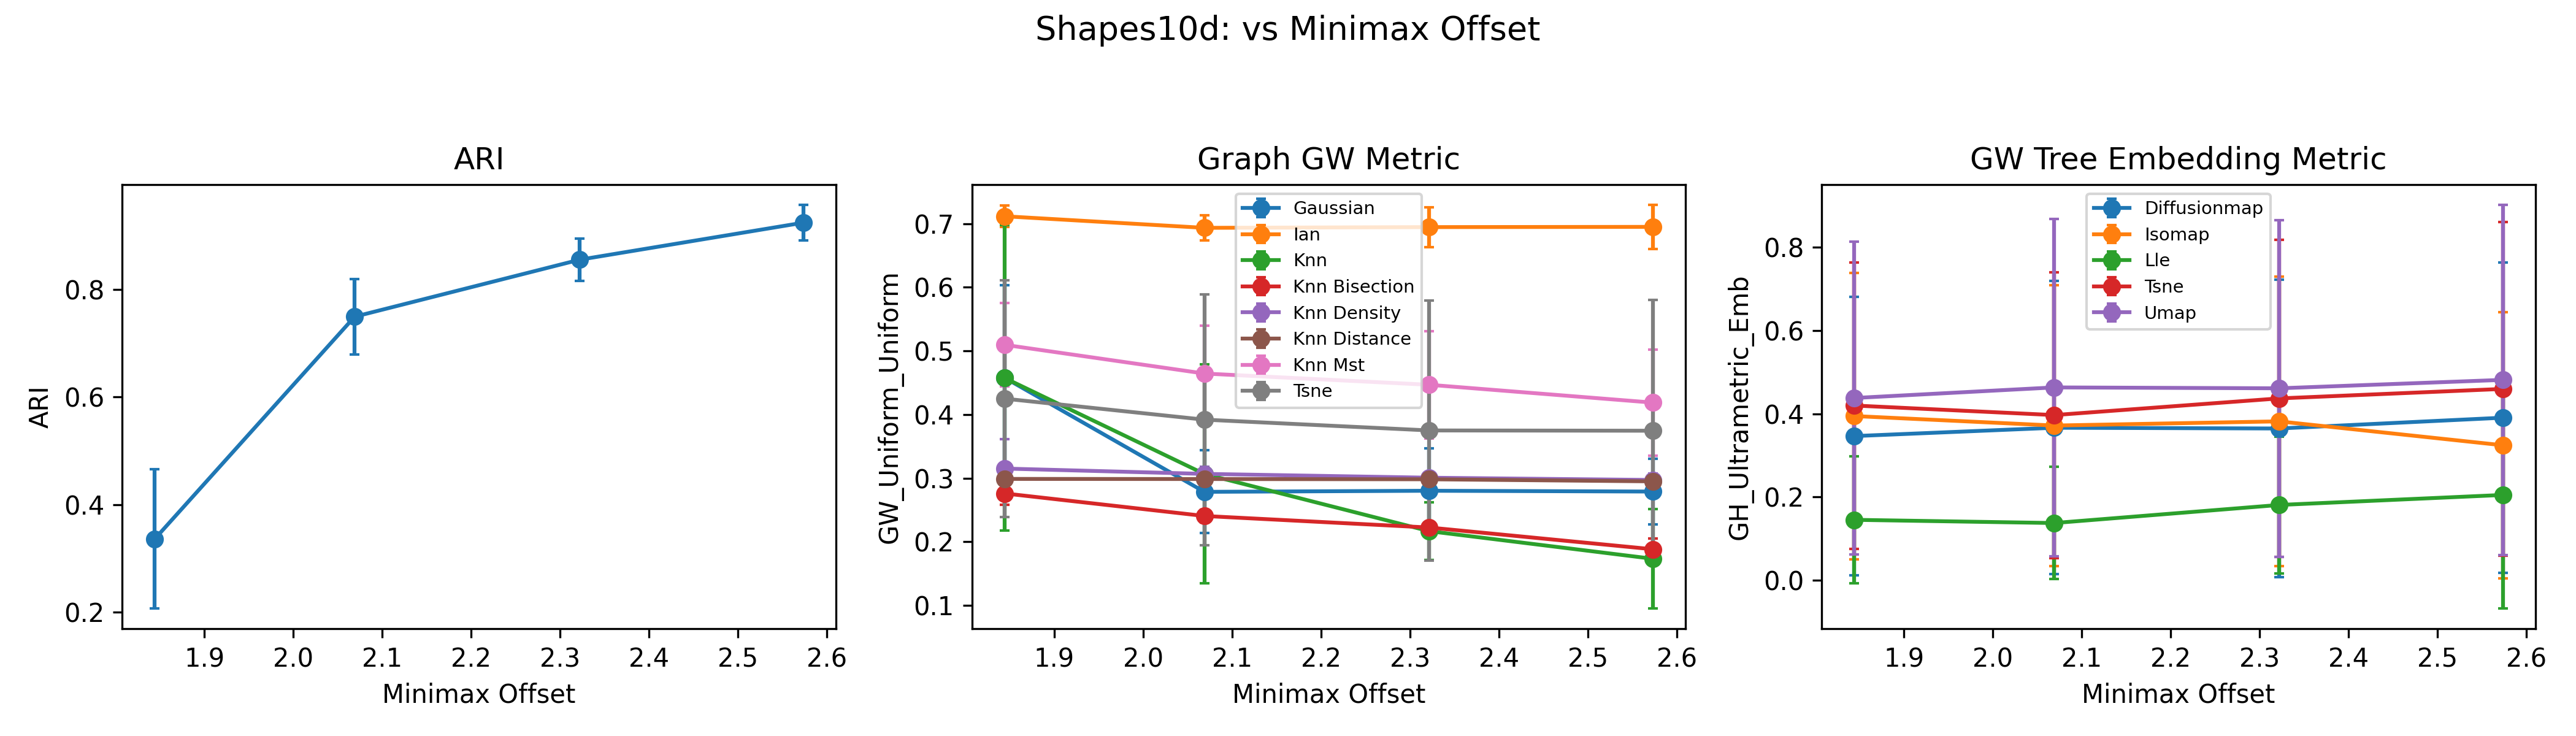 Shapes10d: vs Minimax Offset
ARI
ARI
0.8
0.6
0.4
0.2
1.9 2.0 2.1 2.2 2.3 2.4 2.5 2.6
Minimax Offset
Graph GW Metric
GW_Uniform_Uniform
0.7
0.6
0.5
0.4
0.3
0.2
0.1
Gaussian
Ian
Knn
Knn Bisection
Knn Density
Knn Distance
Knn Mst
Tsne
1.9 2.0 2.1 2.2 2.3 2.4 2.5 2.6
Minimax Offset
GW Tree Embedding Metric
GH_Ultrametric_Emb
0.8
0.6
0.4
0.2
0.0
Diffusionmap
Isomap
Lle
Tsne
Umap
1.9 2.0 2.1 2.2 2.3 2.4 2.5 2.6
Minimax Offset